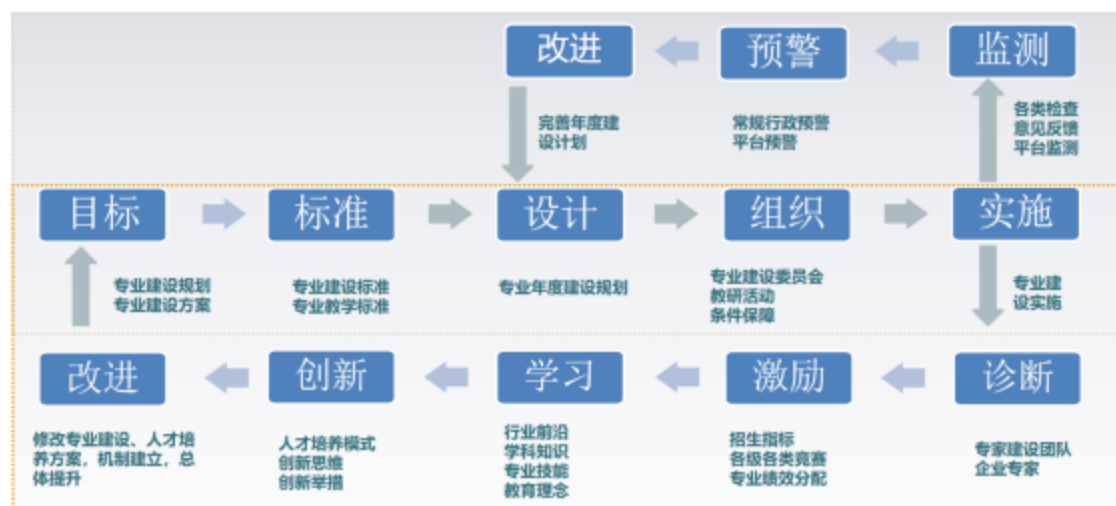 改进
预警
监测
完善年度建
设计划
常规行政预警
平台预警
各类检查
意见反馈
平台监测
目标
标准
设计
组织
实施
专业建设规划
专业建设方案
专业建设标准
专业教学标准
专业年度建设规划
专业建设委员会
教研活动
条件保障
专业建
设实施
改进
创新
学习
激励
诊断
修改专业建设、人才培
养方案，机制建立，总
体提升
人才培养模式
创新思维
创新举措
行业前沿
学科知识
专业技能
教育理念
招生指标
各级各类竞赛
专业绩效分配
专家建设团队
企业专家